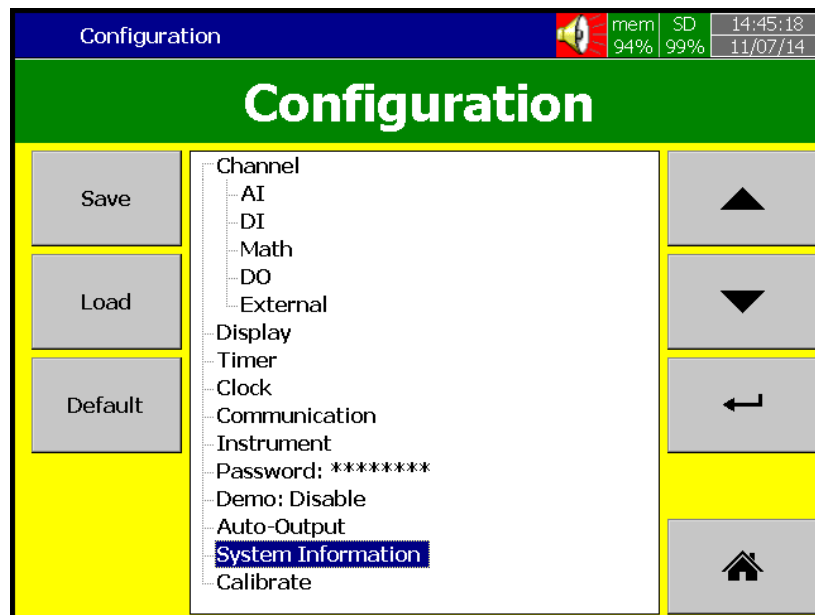 Configuration
mem SD 14:45:18
94% 99% 11/07/14
Configuration
Save
Load
Default
Channel
AI
DI
Math
DO
External
Display
Timer
Clock
Communication
Instrument
Password: ********
Demo: Disable
Auto-Output
System Information
Calibrate